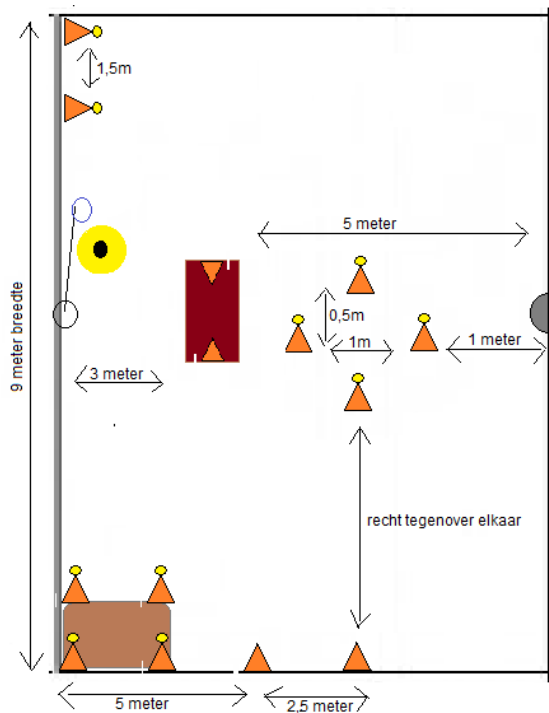 1,5m
5 meter
0,5m
1m
1 meter
9 meter breedte
3 meter
recht tegenover elkaar
5 meter
2,5 meter